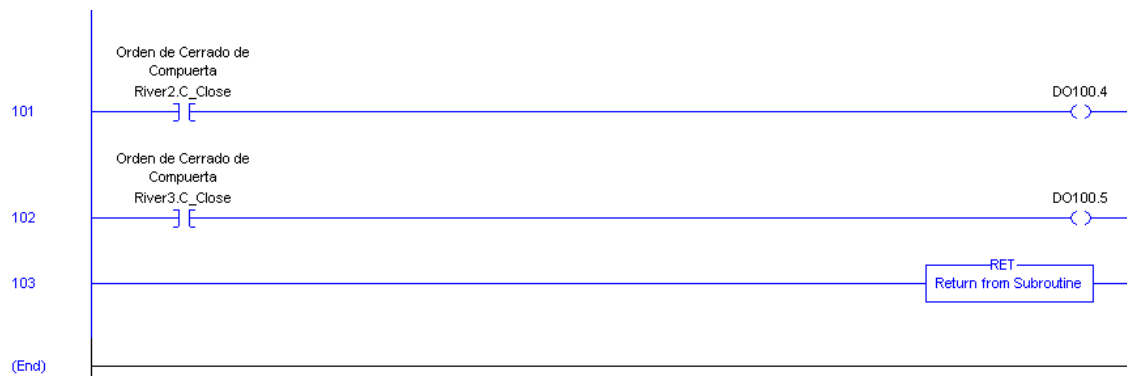 Orden de Cerrado de
Compuerta
River2.C_Close
DO100.4
101
Orden de Cerrado de
Compuerta
River3.C_Close
DO100.5
102
RET
103
Return from Subroutine
(End)